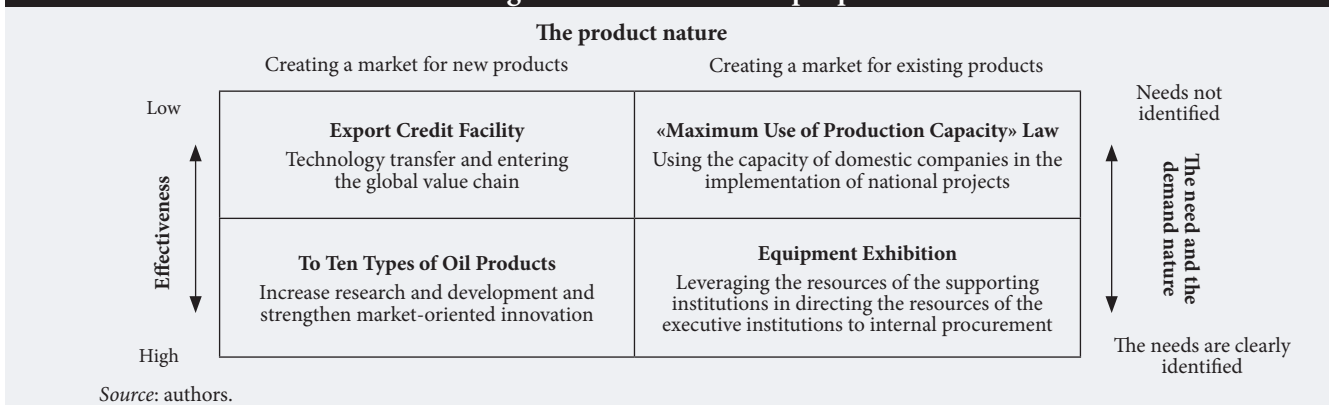 The product nature
Creating a market for new products
Creating a market for existing products
Low
Needs not
identified
Export Credit Facility
Technology transfer and entering
the global value chain
«Maximum Use of Production Capacity» Law
Using the capacity of domestic companies in the
implementation of national projects
Effectiveness
The need and the
demand nature
To Ten Types of Oil Products
Increase research and development and
strengthen market-oriented innovation
Equipment Exhibition
Leveraging the resources of the supporting
institutions in directing the resources of the
executive institutions to internal procurement
High
The needs are clearly
identified
Source: authors.